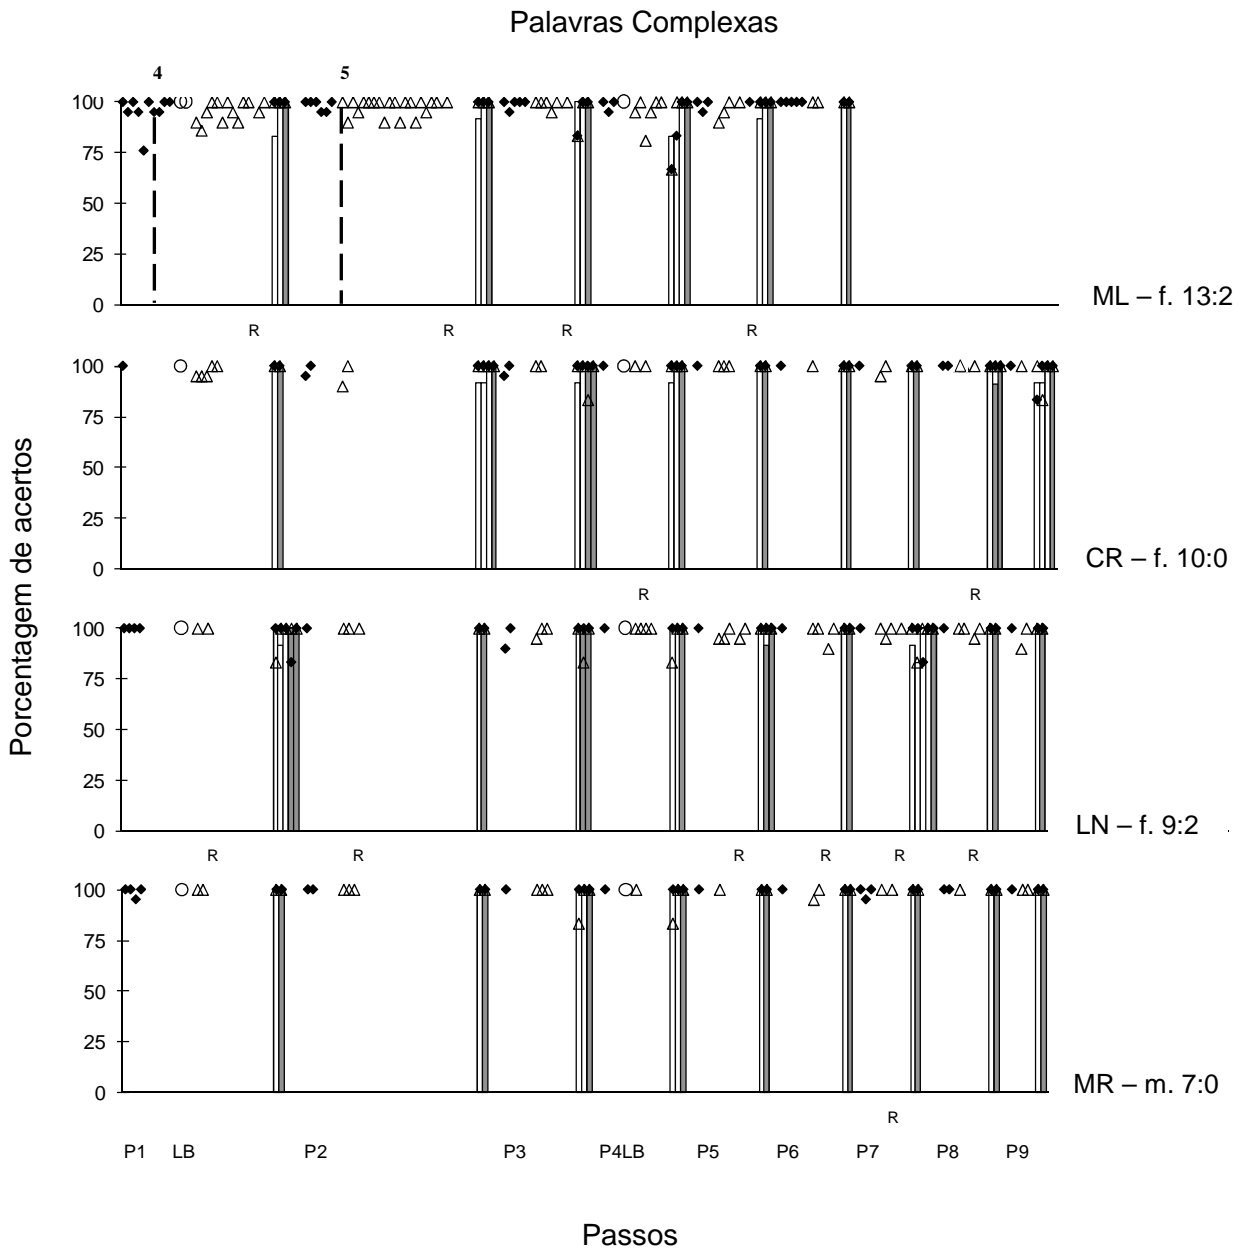 Palavras Complexas
4 5
100
75
50
25
0
ML – f. 13:2
R R R R
100
75
50
25
0
CR – f. 10:0
R R
100
75
50
25
0
LN – f. 9:2 .
R R R R R R
100
75
50
25
0
MR – m. 7:0
R
P1 LB P2 P3 P4LB P5 P6 P7 P8 P9
Passos
Porcentagem de acertos